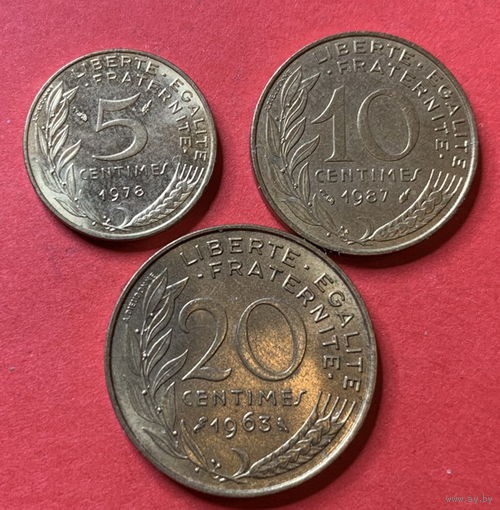 LIBERTE · EGALITE
· FRATERNITE ·
5
CENTIMES
1978
LIBERTE · EGALITE
· FRATERNITE ·
10
CENTIMES
1987
LIBERTE · EGALITE
· FRATERNITE ·
20
CENTIMES
1963
www.ay.by